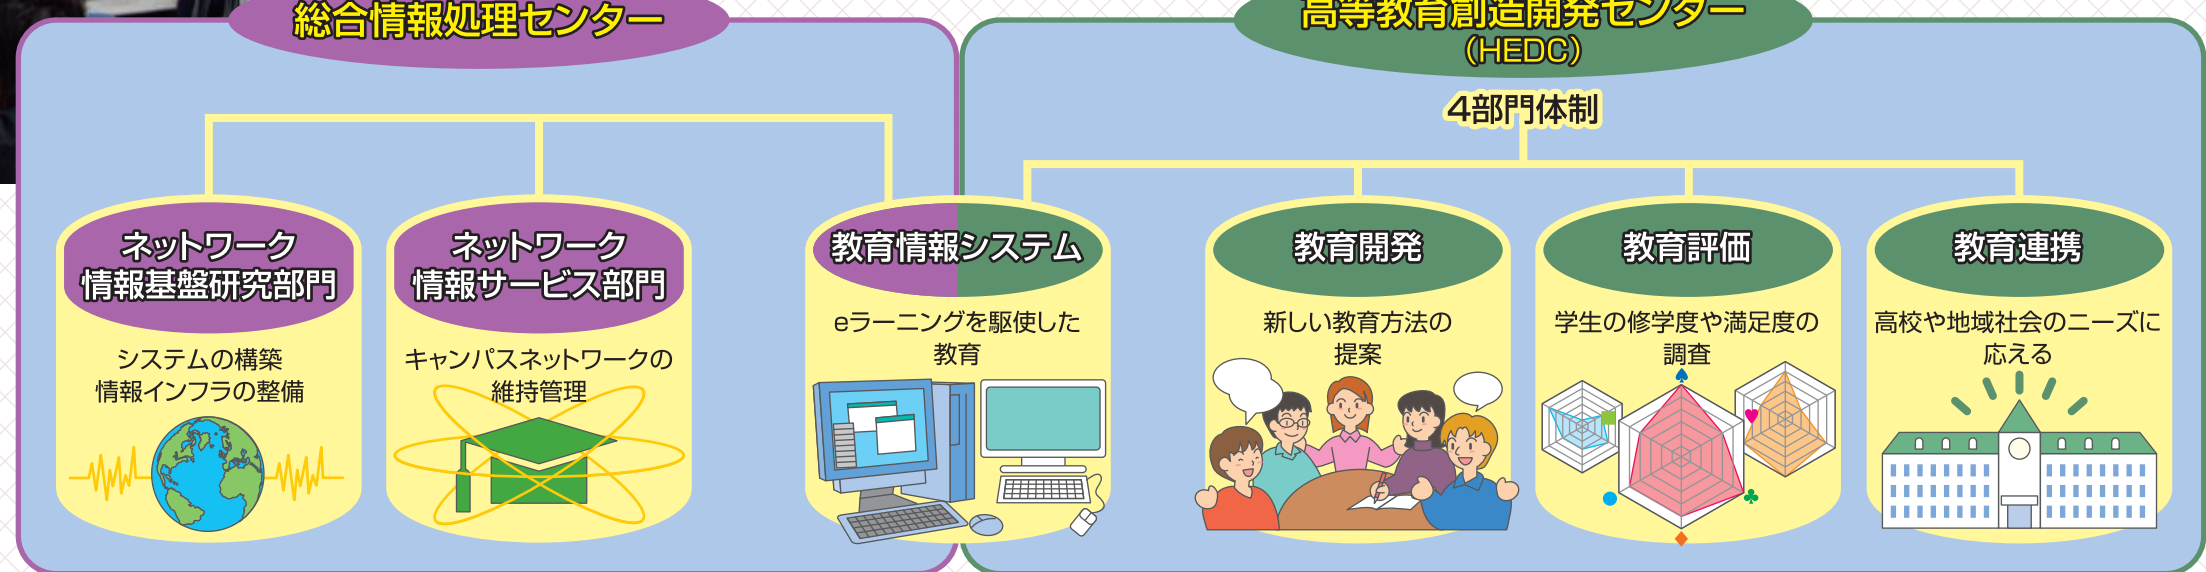 総合情報処理センター
高等教育創造開発センター
（HEDC）
4部門体制
ネットワーク
情報基盤研究部門
システムの構築
情報インフラの整備
ネットワーク
情報サービス部門
キャンパスネットワークの
維持管理
教育情報システム
eラーニングを駆使した
教育
教育開発
新しい教育方法の
提案
教育評価
学生の修学度や満足度の
調査
教育連携
高校や地域社会のニーズに
応える